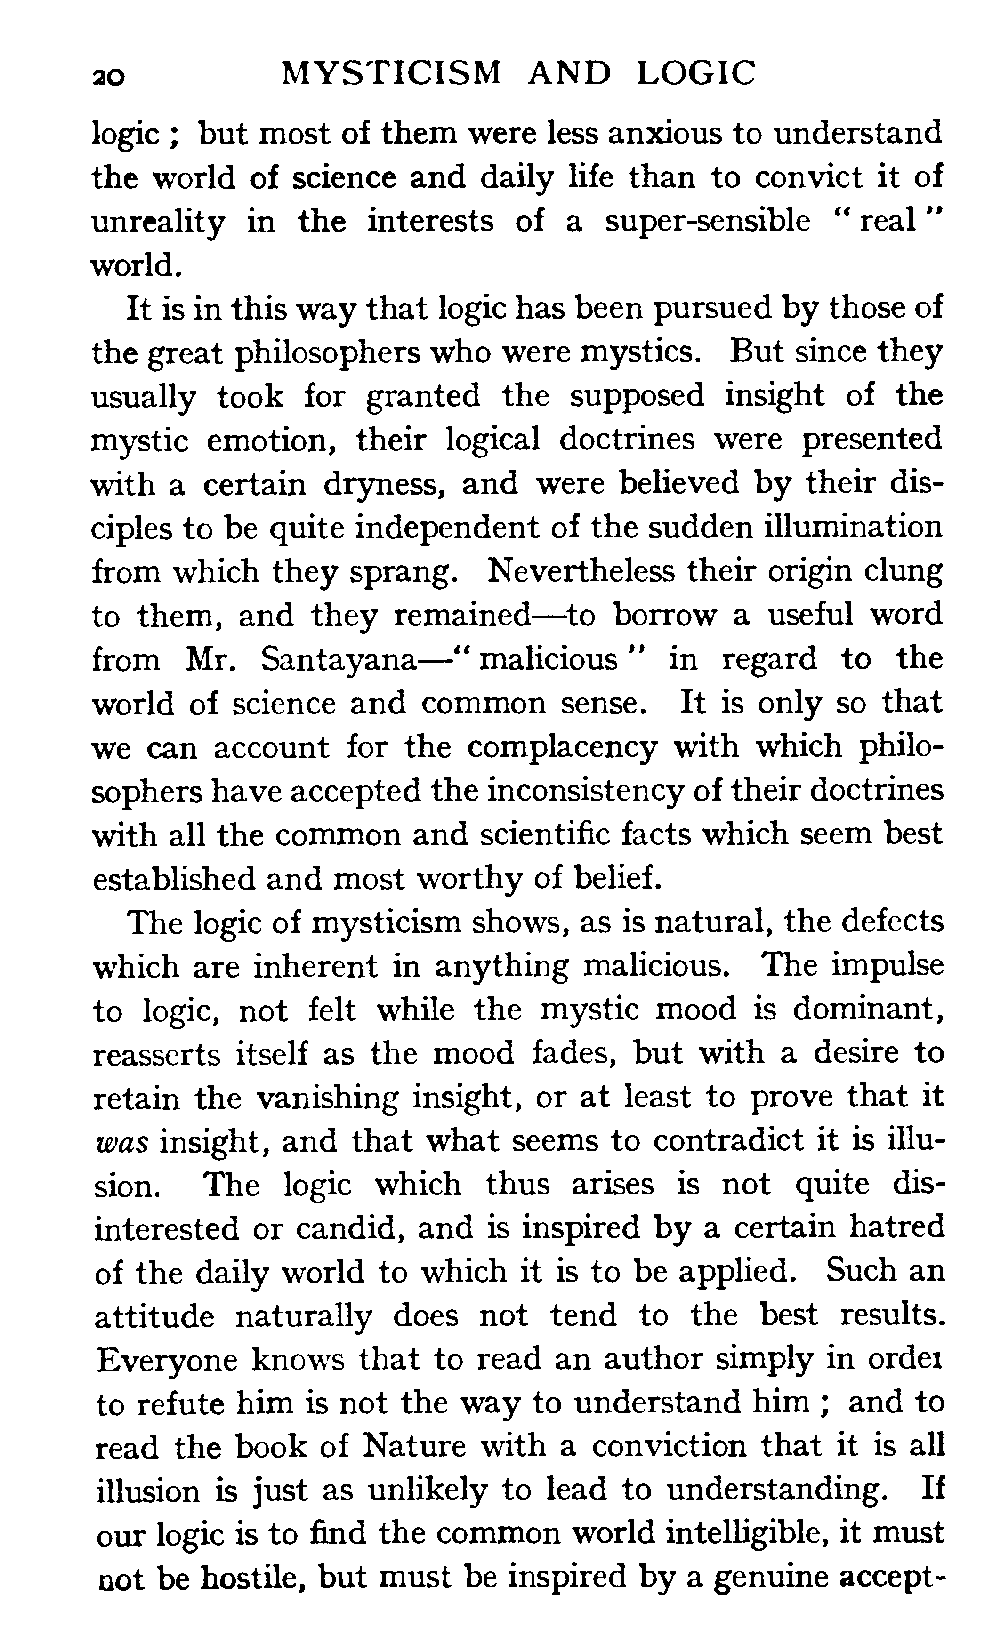 20 MYSTICISM AND LOGIC
logic ; but most of them were less anxious to understand
the world of science and daily life than to convict it of
unreality in the interests of a super-sensible “ real ”
world.
It is in this way that logic has been pursued by those of
the great philosophers who were mystics. But since they
usually took for granted the supposed insight of the
mystic emotion, their logical doctrines were presented
with a certain dryness, and were believed by their dis-
ciples to be quite independent of the sudden illumination
from which they sprang. Nevertheless their origin clung
to them, and they remained—to borrow a useful word
from Mr. Santayana—“ malicious ” in regard to the
world of science and common sense. It is only so that
we can account for the complacency with which philo-
sophers have accepted the inconsistency of their doctrines
with all the common and scientific facts which seem best
established and most worthy of belief.
The logic of mysticism shows, as is natural, the defects
which are inherent in anything malicious. The impulse
to logic, not felt while the mystic mood is dominant,
reasserts itself as the mood fades, but with a desire to
retain the vanishing insight, or at least to prove that it
was insight, and that what seems to contradict it is illu-
sion. The logic which thus arises is not quite dis-
interested or candid, and is inspired by a certain hatred
of the daily world to which it is to be applied. Such an
attitude naturally does not tend to the best results.
Everyone knows that to read an author simply in order
to refute him is not the way to understand him ; and to
read the book of Nature with a conviction that it is all
illusion is just as unlikely to lead to understanding. If
our logic is to find the common world intelligible, it must
not be hostile, but must be inspired by a genuine accept-